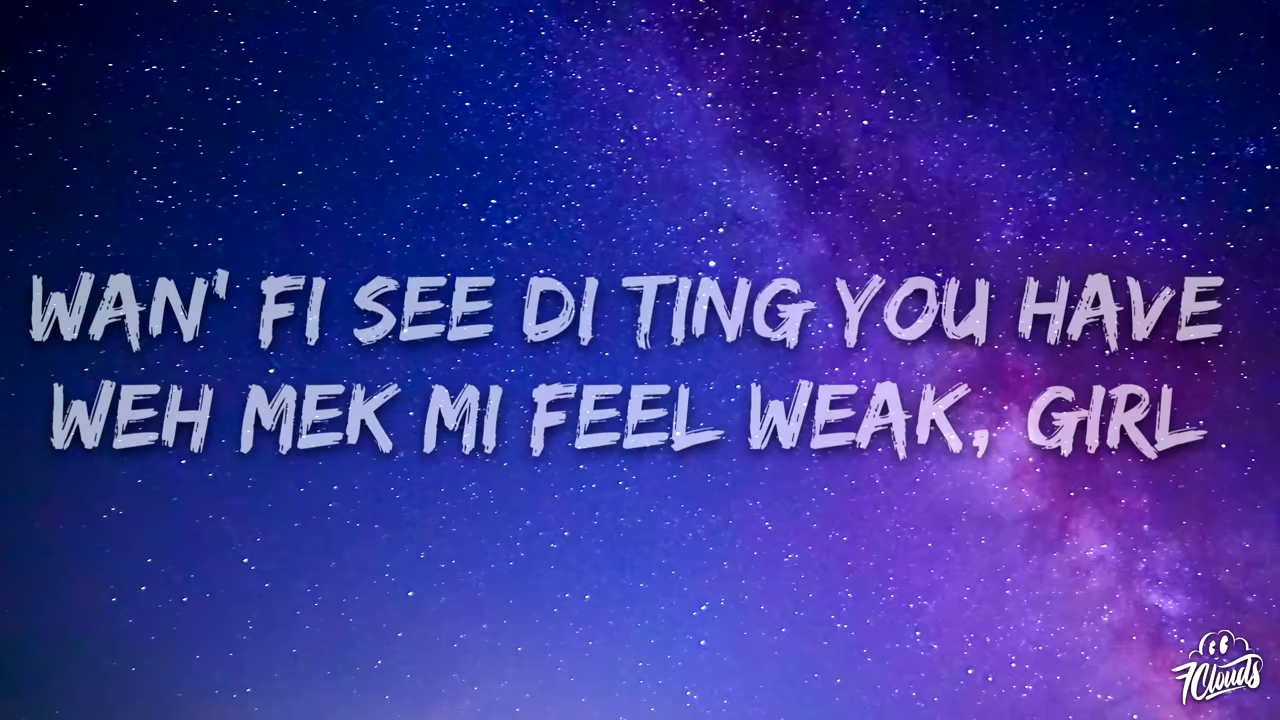 WAN' FI SEE DI TING YOU HAVE
WEH MEK MI FEEL WEAK, GIRL
7Clouds